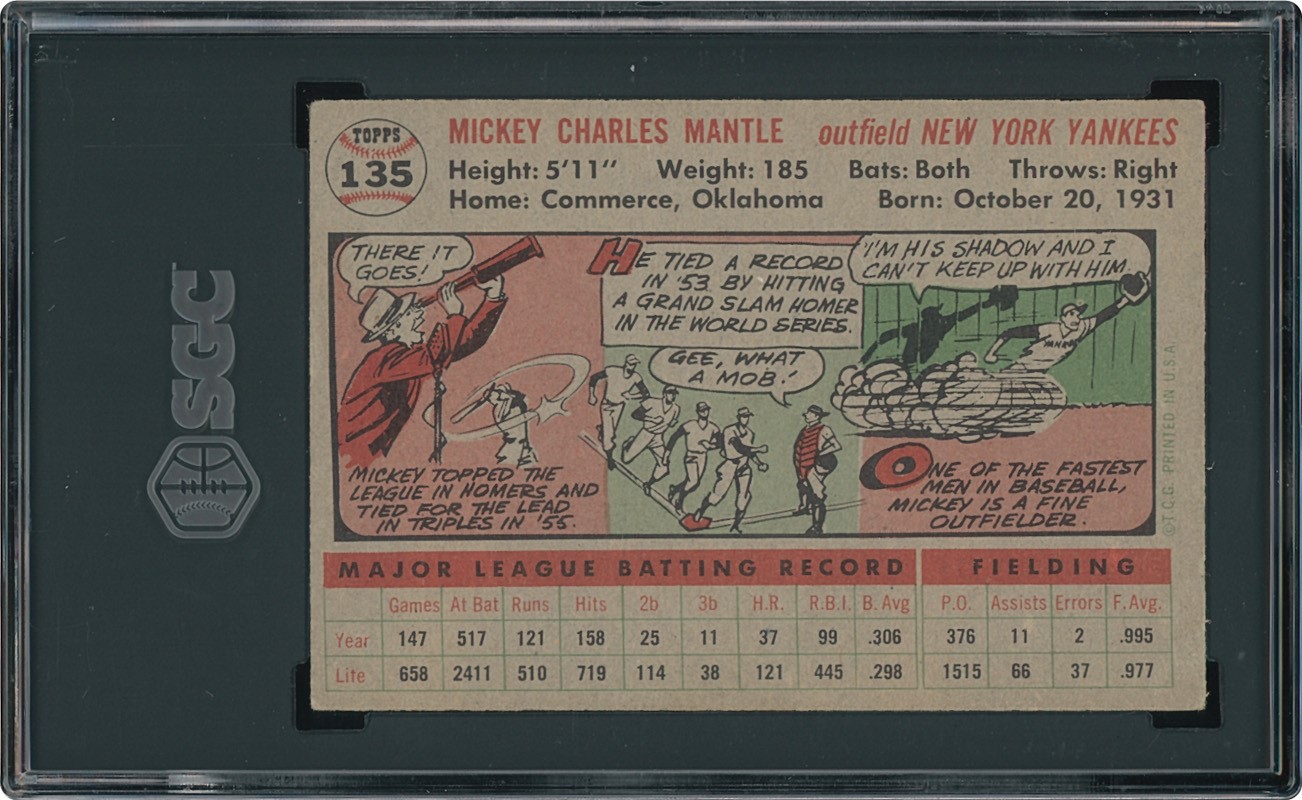 SGC
TOPPS
135
MICKEY CHARLES MANTLE outfield NEW YORK YANKEES
Height: 5'11" Weight: 185 Bats: Both Throws: Right
Home: Commerce, Oklahoma Born: October 20, 1931
THERE IT
GOES!
MICKEY TOPPED THE
LEAGUE IN HOMERS AND
TIED FOR THE LEAD
IN TRIPLES IN '55.
HE TIED A RECORD
IN '53 BY HITTING
A GRAND SLAM HOMER
IN THE WORLD SERIES.
GEE, WHAT
A MOB!
"I'M HIS SHADOW AND I
CAN'T KEEP UP WITH HIM
ONE OF THE FASTEST
MEN IN BASEBALL,
MICKEY IS A FINE
OUTFIELDER.
©T.C.G. PRINTED IN U.S.A.
MAJOR LEAGUE BATTING RECORD FIELDING
Games At Bat Runs Hits 2b 3b H.R. R.B.I. B. Avg P.O. Assists Errors F. Avg.
Year 147 517 121 158 25 11 37 99 .306 376 11 2 .995
Life 658 2411 510 719 114 38 121 445 .298 1515 66 37 .977